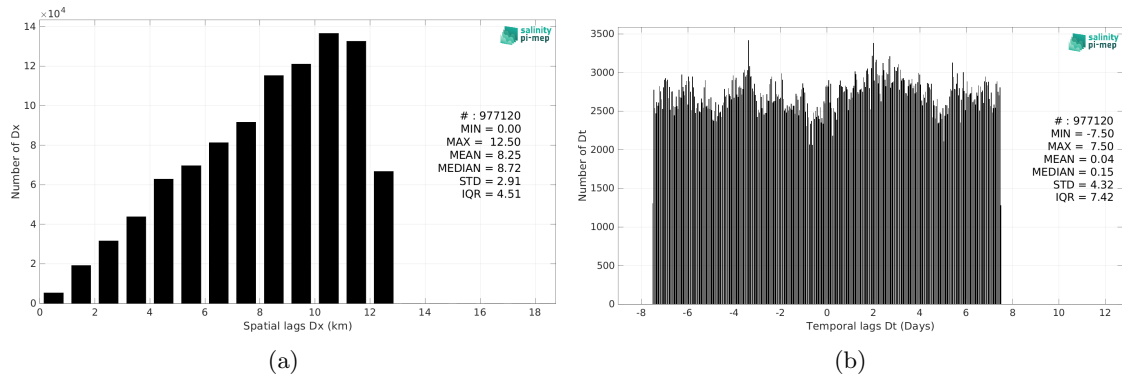 ×10⁴
14
12
10
8
6
4
2
0
Number of Dx
salinity
pi-mep
# : 977120
MIN = 0.00
MAX = 12.50
MEAN = 8.25
MEDIAN = 8.72
STD = 2.91
IQR = 4.51
0 2 4 6 8 10 12 14 16 18
Spatial lags Dx (km)
(a)
3500
3000
2500
2000
1500
1000
500
0
Number of Dt
salinity
pi-mep
# : 977120
MIN = -7.50
MAX = 7.50
MEAN = 0.04
MEDIAN = 0.15
STD = 4.32
IQR = 7.42
-8 -6 -4 -2 0 2 4 6 8 10 12
Temporal lags Dt (Days)
(b)